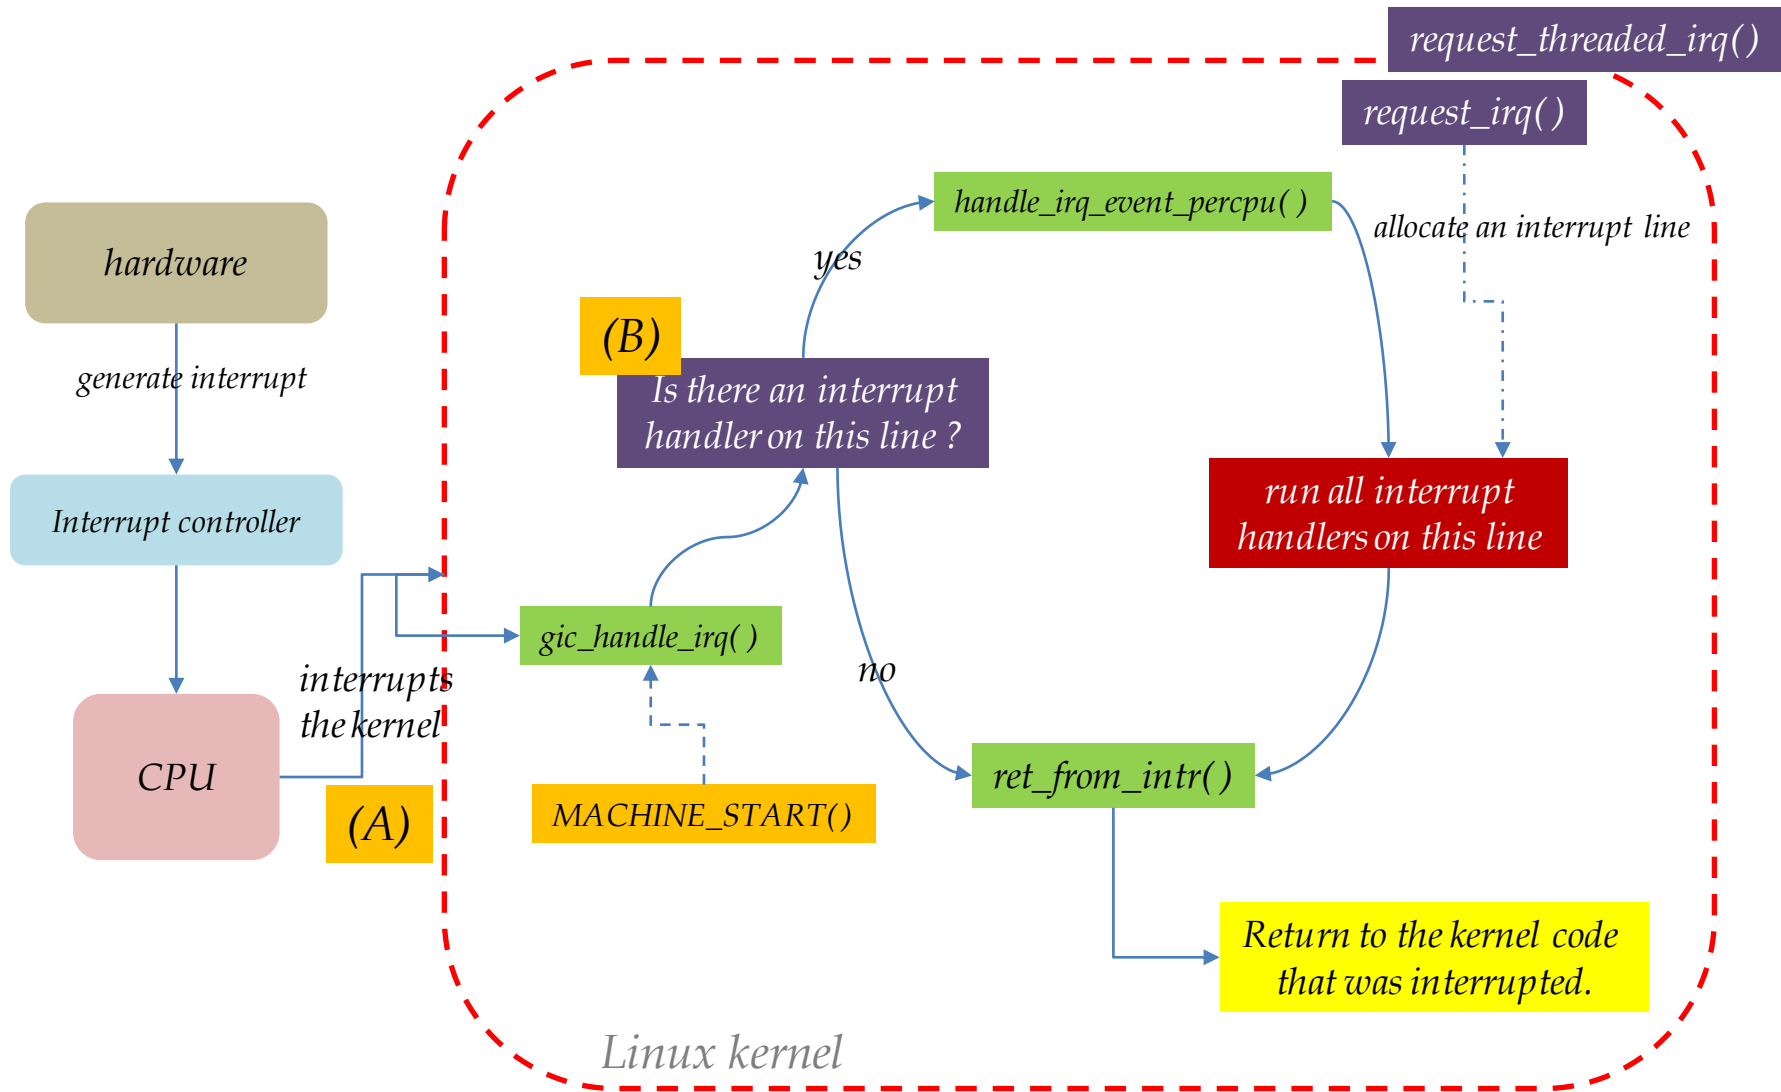 request_threaded_irq()
request_irq()
handle_irq_event_percpu()
allocate an interrupt line
hardware
yes
(B)
generate interrupt
Is there an interrupt
handler on this line ?
run all interrupt
handlers on this line
Interrupt controller
gic_handle_irq()
interrupts
the kernel
no
CPU
ret_from_intr()
(A)
MACHINE_START()
Return to the kernel code
that was interrupted.
Linux kernel